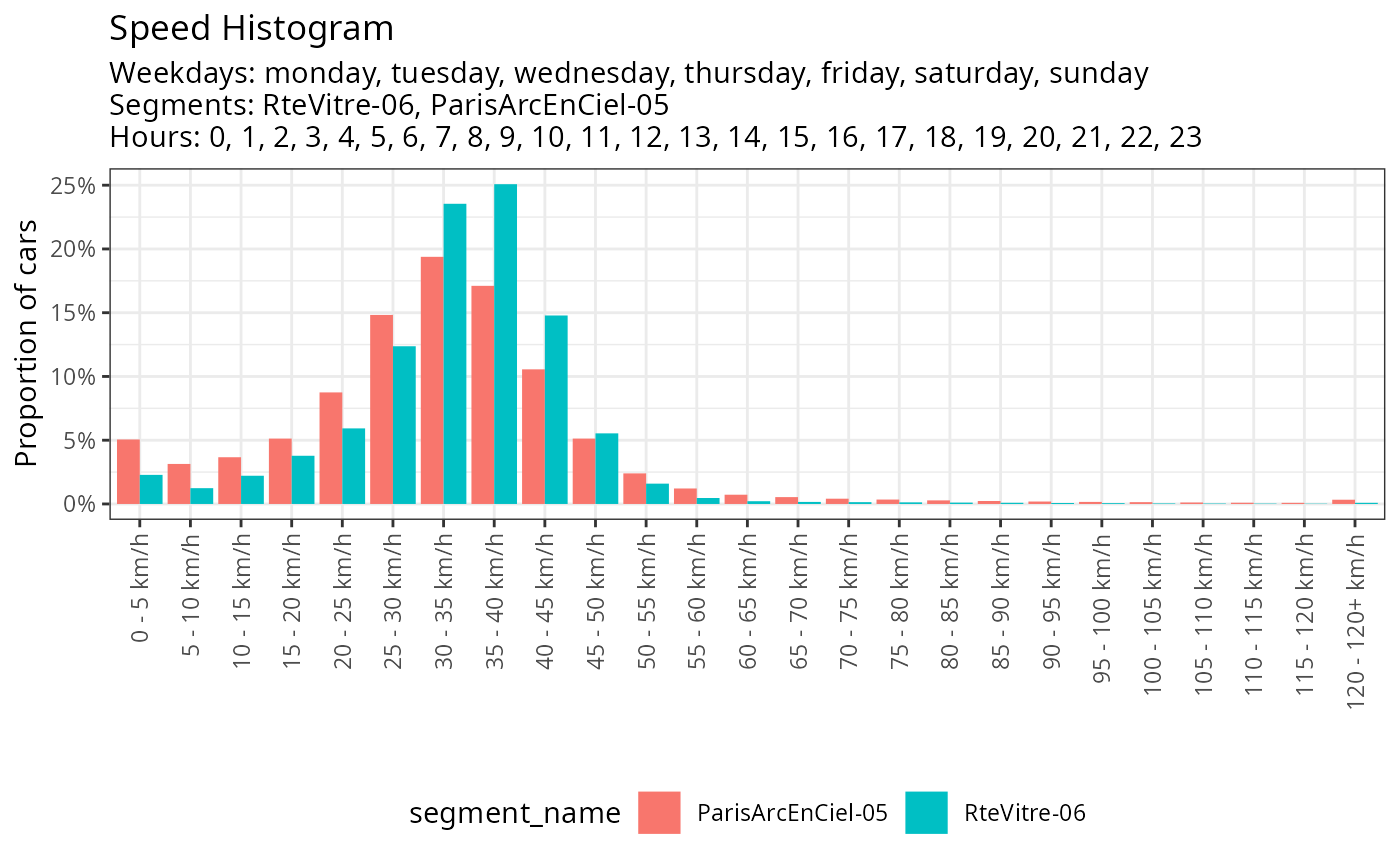 Speed Histogram
Weekdays: monday, tuesday, wednesday, thursday, friday, saturday, sunday
Segments: RteVitre-06, ParisArcEnCiel-05
Hours: 0, 1, 2, 3, 4, 5, 6, 7, 8, 9, 10, 11, 12, 13, 14, 15, 16, 17, 18, 19, 20, 21, 22, 23
Proportion of cars
25%
20%
15%
10%
5%
0%
0 - 5 km/h
5 - 10 km/h
10 - 15 km/h
15 - 20 km/h
20 - 25 km/h
25 - 30 km/h
30 - 35 km/h
35 - 40 km/h
40 - 45 km/h
45 - 50 km/h
50 - 55 km/h
55 - 60 km/h
60 - 65 km/h
65 - 70 km/h
70 - 75 km/h
75 - 80 km/h
80 - 85 km/h
85 - 90 km/h
90 - 95 km/h
95 - 100 km/h
100 - 105 km/h
105 - 110 km/h
110 - 115 km/h
115 - 120 km/h
120 - 120+ km/h
segment_name
ParisArcEnCiel-05
RteVitre-06